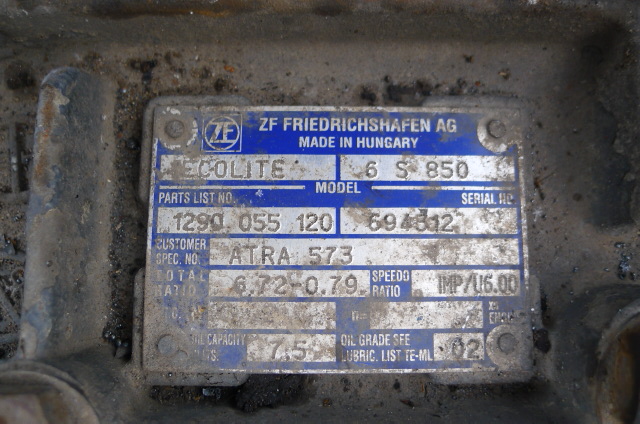 ZF FRIEDRICHSHAFEN AG
MADE IN HUNGARY
ECOLITE 6 S 850
MODEL
PARTS LIST NO. SERIAL NO
1290 055 120 694312
CUSTOMER SPEC. NO. ATRA 573
TOTAL RATIO 6.72-0.79 SPEEDO RATIO IMP/U6.00
OIL CAPACITY 7.5 OIL GRADE SEE LUBRIC. LIST TE-ML 02